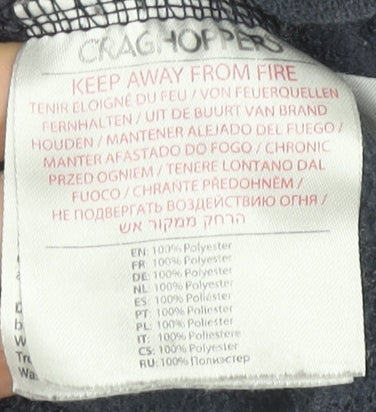 CRAGHOPPERS
KEEP AWAY FROM FIRE
TENIR ELOIGNÉ DU FEU / VON FEUERQUELLEN
FERNHALTEN / UIT DE BUURT VAN BRAND
HOUDEN / MANTENER ALEJADO DEL FUEGO /
MANTER AFASTADO DO FOGO / CHRONIC
PRZED OGNIEM / TENERE LONTANO DAL
FUOCO / CHRAŇTE PŘEDOHNĚM /
НЕ ПОДВЕРГАТЬ ВОЗДЕЙСТВИЮ ОГНЯ /
הרחק ממקור אש
EN: 100% Polyester
FR: 100% Polyester
DE: 100% Polyester
NL: 100% Polyester
ES: 100% Poliéster
PT: 100% Poliester
PL: 100% Poliester
IT: 100% Poliestere
CS: 100% Polyester
RU: 100% Полиэстер